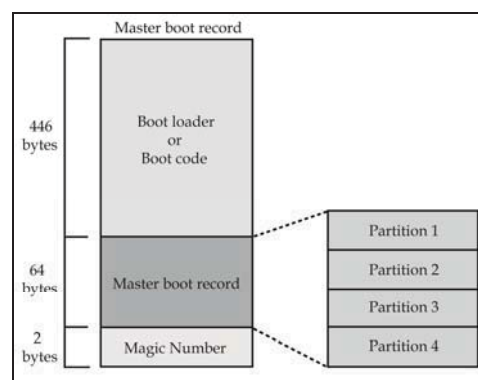 Master boot record
446
bytes
Boot loader
or
Boot code
64
bytes
Master boot record
2
bytes
Magic Number
Partition 1
Partition 2
Partition 3
Partition 4